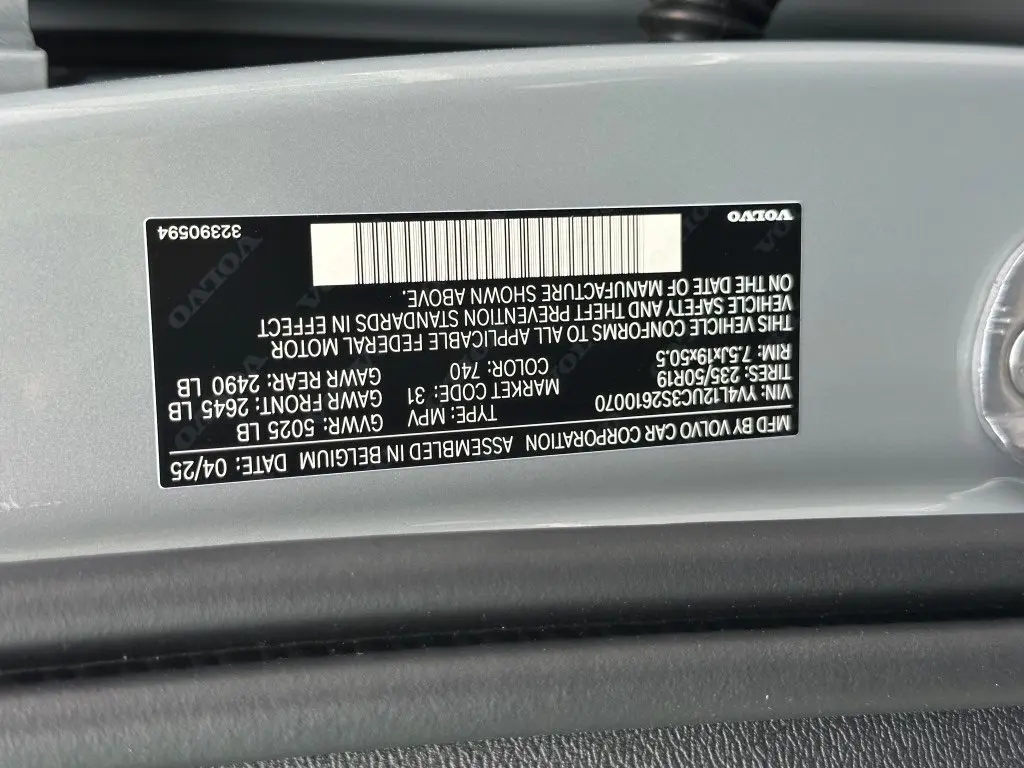 MFD BY VOLVO CAR CORPORATION ASSEMBLED IN BELGIUM DATE: 04/25
VIN: YV4L12UC3S2610070 TYPE: MPV GVWR: 5025 LB
TIRES: 235/50R19 MARKET CODE: 31 GAWR FRONT: 2645 LB
RIM: 7.5Jx19x50.5 COLOR: 740 GAWR REAR: 2490 LB
THIS VEHICLE CONFORMS TO ALL APPLICABLE FEDERAL MOTOR
VEHICLE SAFETY AND THEFT PREVENTION STANDARDS IN EFFECT
ON THE DATE OF MANUFACTURE SHOWN ABOVE.
VOLVO 32390594